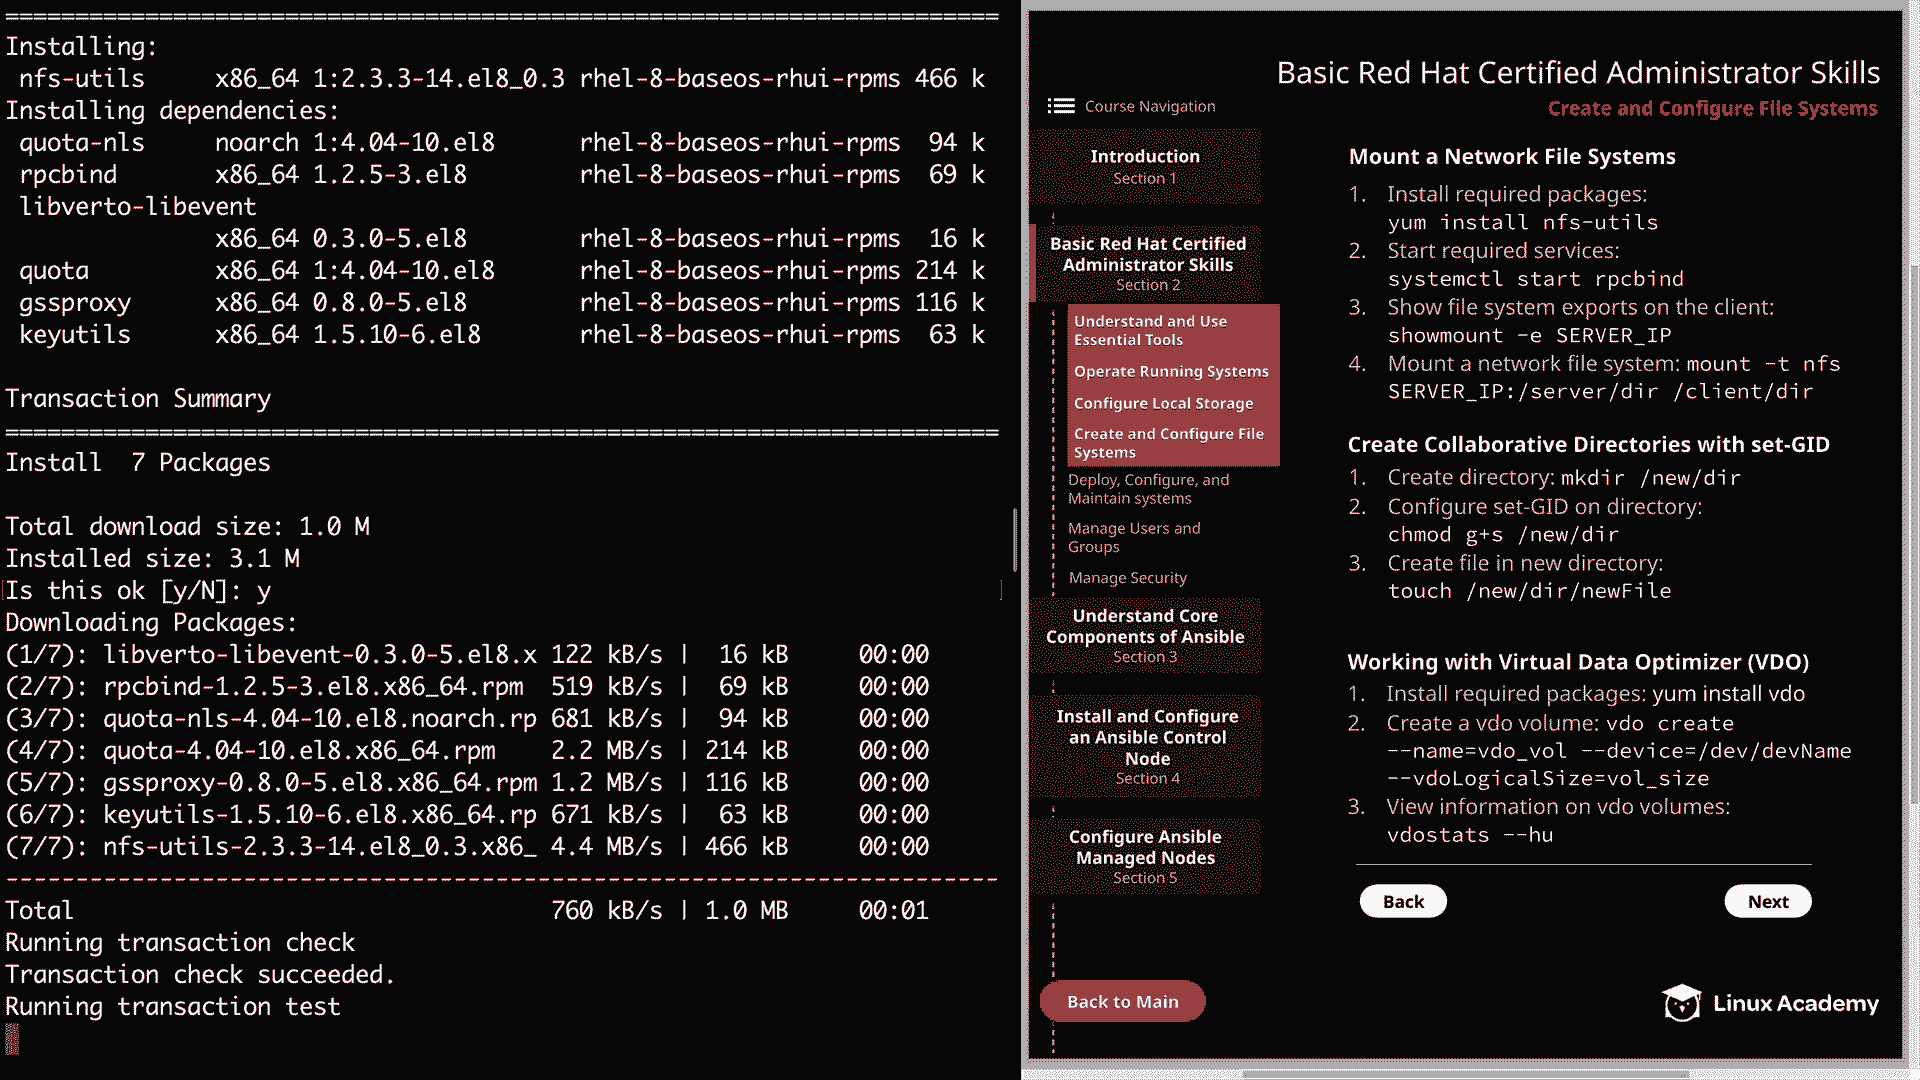 ================================================================================
Installing:
nfs-utils x86_64 1:2.3.3-14.el8_0.3 rhel-8-baseos-rhui-rpms 466 k
Installing dependencies:
quota-nls noarch 1:4.04-10.el8 rhel-8-baseos-rhui-rpms 94 k
rpcbind x86_64 1.2.5-3.el8 rhel-8-baseos-rhui-rpms 69 k
libverto-libevent
x86_64 0.3.0-5.el8 rhel-8-baseos-rhui-rpms 16 k
quota x86_64 1:4.04-10.el8 rhel-8-baseos-rhui-rpms 214 k
gssproxy x86_64 0.8.0-5.el8 rhel-8-baseos-rhui-rpms 116 k
keyutils x86_64 1.5.10-6.el8 rhel-8-baseos-rhui-rpms 63 k
Transaction Summary
================================================================================
Install 7 Packages
Total download size: 1.0 M
Installed size: 3.1 M
Is this ok [y/N]: y
Downloading Packages:
(1/7): libverto-libevent-0.3.0-5.el8.x 122 kB/s | 16 kB 00:00
(2/7): rpcbind-1.2.5-3.el8.x86_64.rpm 519 kB/s | 69 kB 00:00
(3/7): quota-nls-4.04-10.el8.noarch.rp 681 kB/s | 94 kB 00:00
(4/7): quota-4.04-10.el8.x86_64.rpm 2.2 MB/s | 214 kB 00:00
(5/7): gssproxy-0.8.0-5.el8.x86_64.rpm 1.2 MB/s | 116 kB 00:00
(6/7): keyutils-1.5.10-6.el8.x86_64.rp 671 kB/s | 63 kB 00:00
(7/7): nfs-utils-2.3.3-14.el8_0.3.x86_ 4.4 MB/s | 466 kB 00:00
--------------------------------------------------------------------------------
Total 760 kB/s | 1.0 MB 00:01
Running transaction check
Transaction check succeeded.
Running transaction test
Basic Red Hat Certified Administrator Skills
Create and Configure File Systems
Course Navigation
Introduction
Section 1
Basic Red Hat Certified
Administrator Skills
Section 2
Understand and Use
Essential Tools
Operate Running Systems
Configure Local Storage
Create and Configure File
Systems
Deploy, Configure, and
Maintain systems
Manage Users and
Groups
Manage Security
Understand Core
Components of Ansible
Section 3
Install and Configure
an Ansible Control
Node
Section 4
Configure Ansible
Managed Nodes
Section 5
Back to Main
Mount a Network File Systems
1. Install required packages:
yum install nfs-utils
2. Start required services:
systemctl start rpcbind
3. Show file system exports on the client:
showmount -e SERVER_IP
4. Mount a network file system: mount -t nfs
SERVER_IP:/server/dir /client/dir
Create Collaborative Directories with set-GID
1. Create directory: mkdir /new/dir
2. Configure set-GID on directory:
chmod g+s /new/dir
3. Create file in new directory:
touch /new/dir/newFile
Working with Virtual Data Optimizer (VDO)
1. Install required packages: yum install vdo
2. Create a vdo volume: vdo create
--name=vdo_vol --device=/dev/devName
--vdoLogicalSize=vol_size
3. View information on vdo volumes:
vdostats --hu
Back
Next
Linux Academy